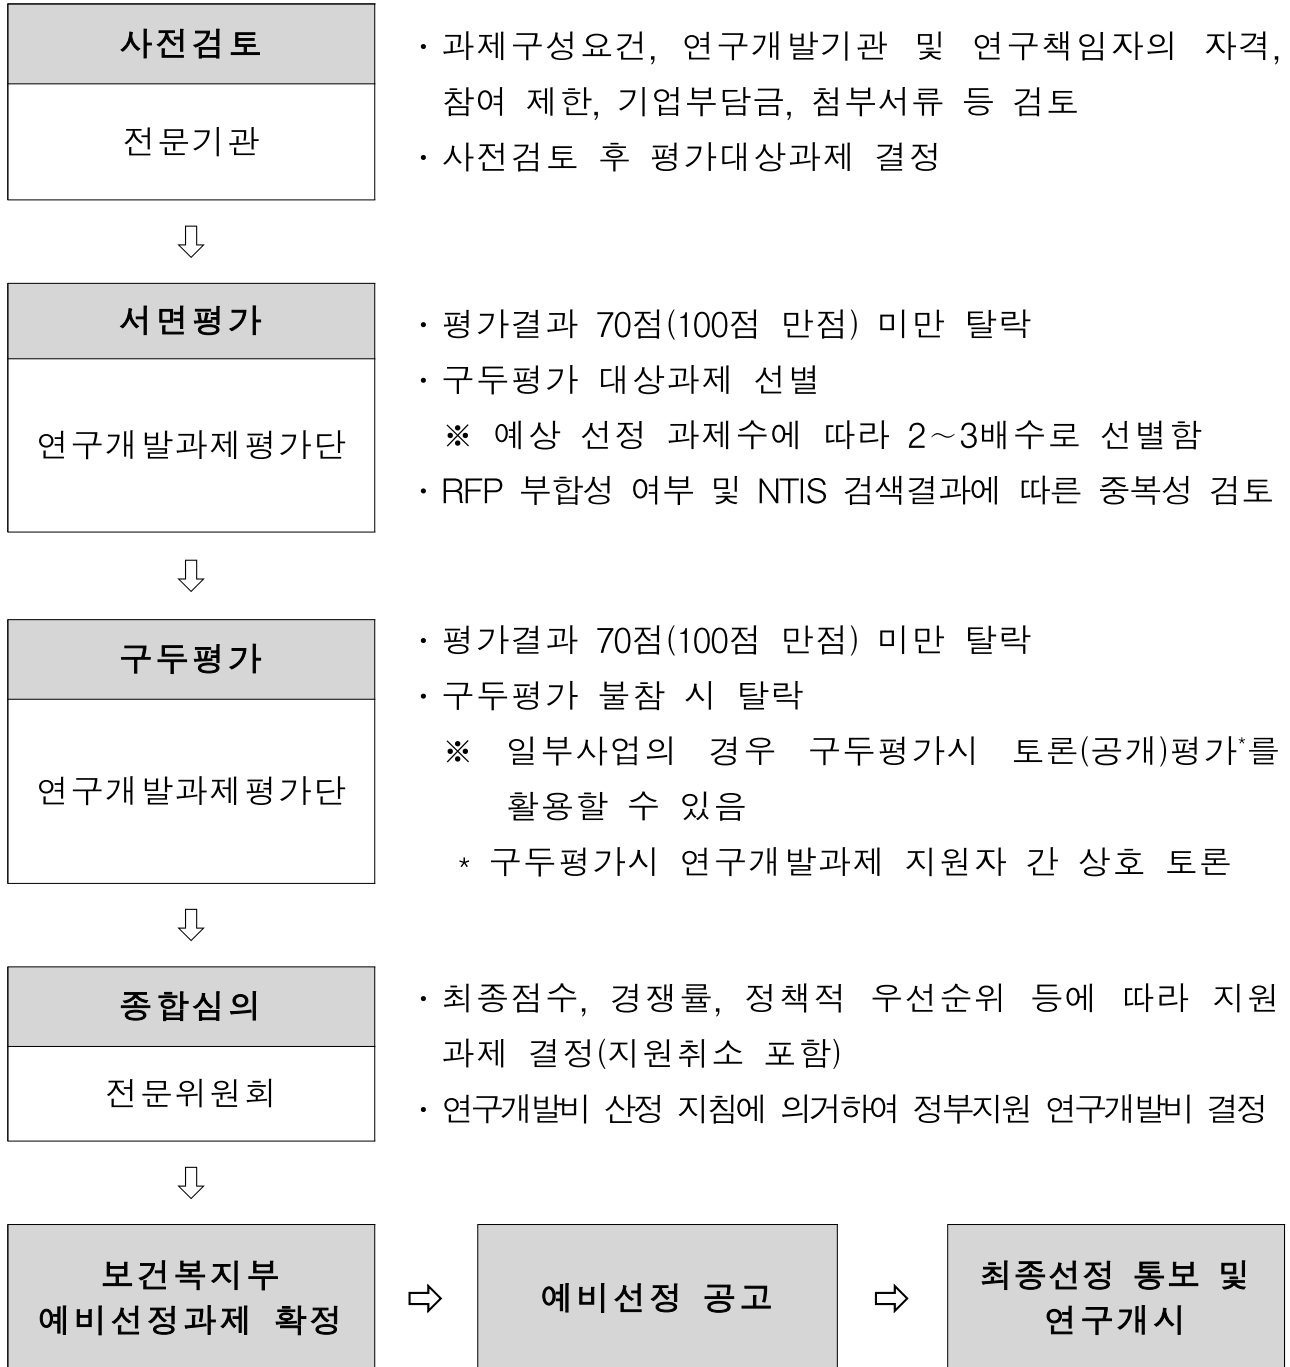 사전검토
전문기관
· 과제구성요건, 연구개발기관 및 연구책임자의 자격,
참여 제한, 기업부담금, 첨부서류 등 검토
· 사전검토 후 평가대상과제 결정
⇩
서면평가
연구개발과제평가단
· 평가결과 70점(100점 만점) 미만 탈락
· 구두평가 대상과제 선별
※ 예상 선정 과제수에 따라 2~3배수로 선별함
· RFP 부합성 여부 및 NTIS 검색결과에 따른 중복성 검토
⇩
구두평가
연구개발과제평가단
· 평가결과 70점(100점 만점) 미만 탈락
· 구두평가 불참 시 탈락
※ 일부사업의 경우 구두평가시 토론(공개)평가*를
활용할 수 있음
* 구두평가시 연구개발과제 지원자 간 상호 토론
⇩
종합심의
전문위원회
· 최종점수, 경쟁률, 정책적 우선순위 등에 따라 지원
과제 결정(지원취소 포함)
· 연구개발비 산정 지침에 의거하여 정부지원 연구개발비 결정
⇩
보건복지부
예비선정과제 확정
⇨
예비선정 공고
⇨
최종선정 통보 및
연구개시